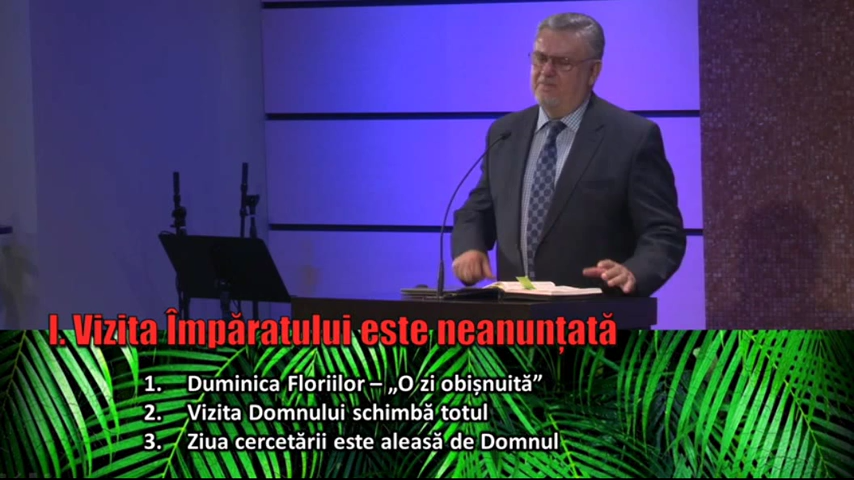 I. Vizita Împăratului este neanunțată
1. Duminica Floriilor – „O zi obișnuită”
2. Vizita Domnului schimbă totul
3. Ziua cercetării este aleasă de Domnul